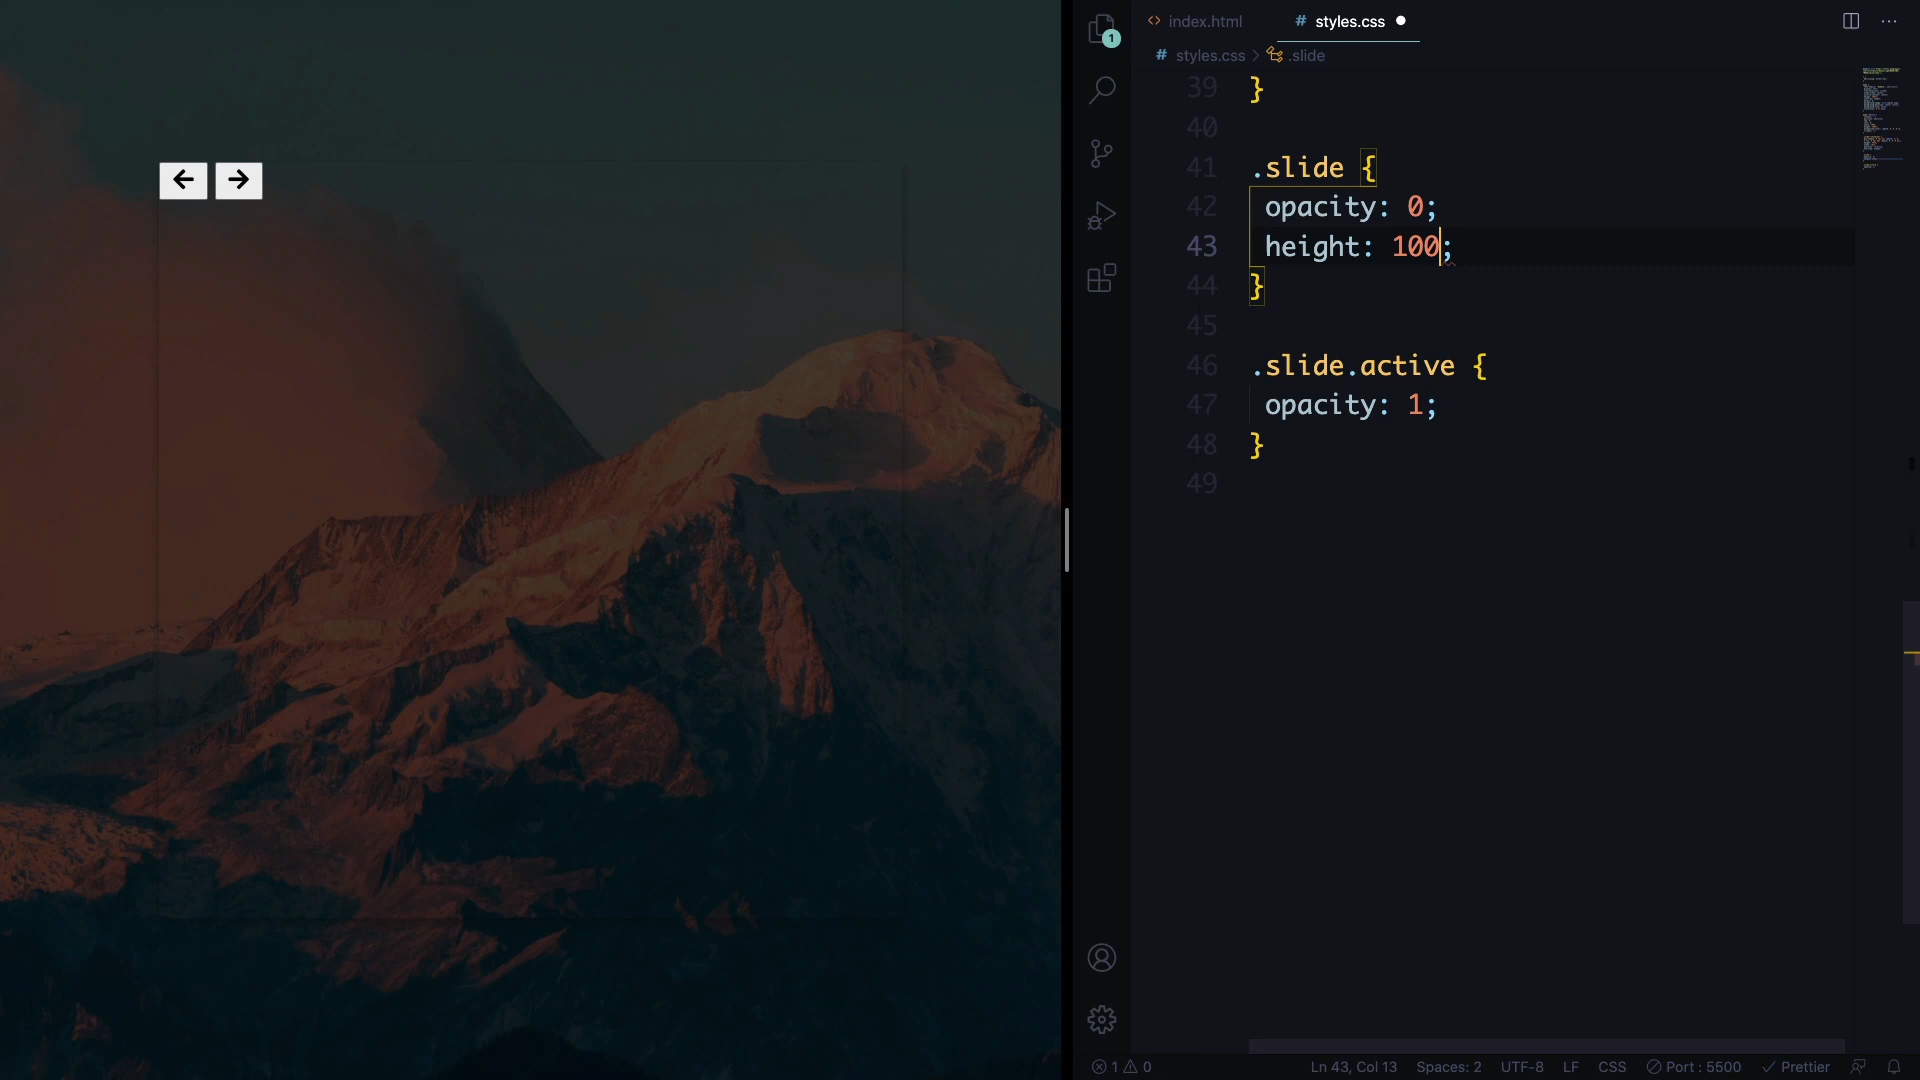 index.html
styles.css
styles.css > .slide
1
39 }
40
41 .slide {
42 opacity: 0;
43 height: 100;
44 }
45
46 .slide.active {
47 opacity: 1;
48 }
49
1 0 Ln 43, Col 13 Spaces: 2 UTF-8 LF CSS Port : 5500 Prettier